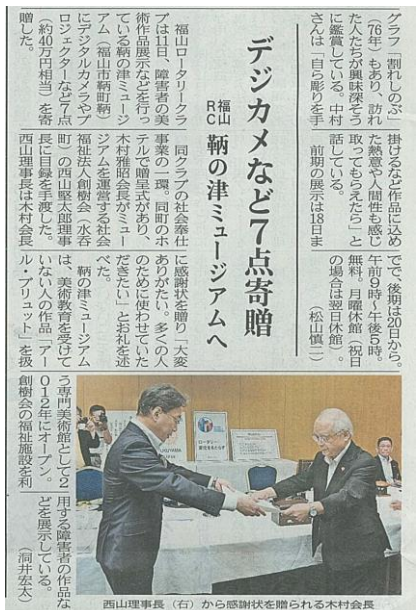 グラフ「割れしのぶ」
(76年)もあり、訪れ
た人たちが興味深そう
に鑑賞している。中村
さんは「自ら彫りを手
掛けるなど作品に込め
た熱意や人間性も感じ
取ってもらえたら」と
話している。
前期の展示は18日ま
で、後期は20日から。
午前9時～午後5時。
無料。月曜休館(祝日
の場合は翌日休館)。
(松山慎二)
デジカメなど7点寄贈
福山RC 鞆の津ミュージアムへ
福山ロータリークラ
ブは11日、障害者の美
術作品展示などを行っ
ている鞆の津ミュージ
アム(福山市鞆町鞆)
にデジタルカメラやプ
ロジェクターなど7点
(約40万円相当)を寄
贈した。
同クラブの社会奉仕
事業の一環。同町のホ
テルで贈呈式があり、
木村雅昭会長がミュー
ジアムを運営する社会
福祉法人創樹会(水呑
町)の西山堅太郎理事
長に目録を手渡した。
西山理事長は木村会長
に感謝状を贈り「大変
ありがたい。多くの人
のために使わせていた
だきたい」とお礼を述
べた。
鞆の津ミュージアム
は、美術教育を受けて
いない人の作品「アー
ル・ブリュット」を扱
う専門美術館として2
012年にオープン。
創樹会の福祉施設を利
用する障害者の作品な
どを展示している。
(洞井宏太)
西山理事長(右)から感謝状を贈られる木村会長